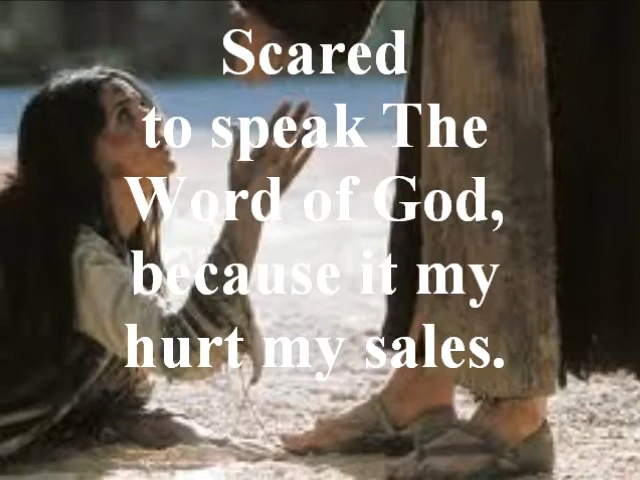 Scared
to speak The
Word of God,
because it my
hurt my sales.